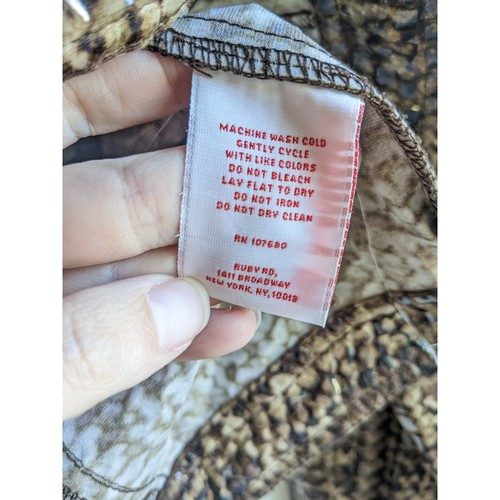 MACHINE WASH COLD
GENTLY CYCLE
WITH LIKE COLORS
DO NOT BLEACH
LAY FLAT TO DRY
DO NOT IRON
DO NOT DRY CLEAN
RN 107680
RUBY RD,
1411 BROADWAY
NEW YORK, NY, 10018